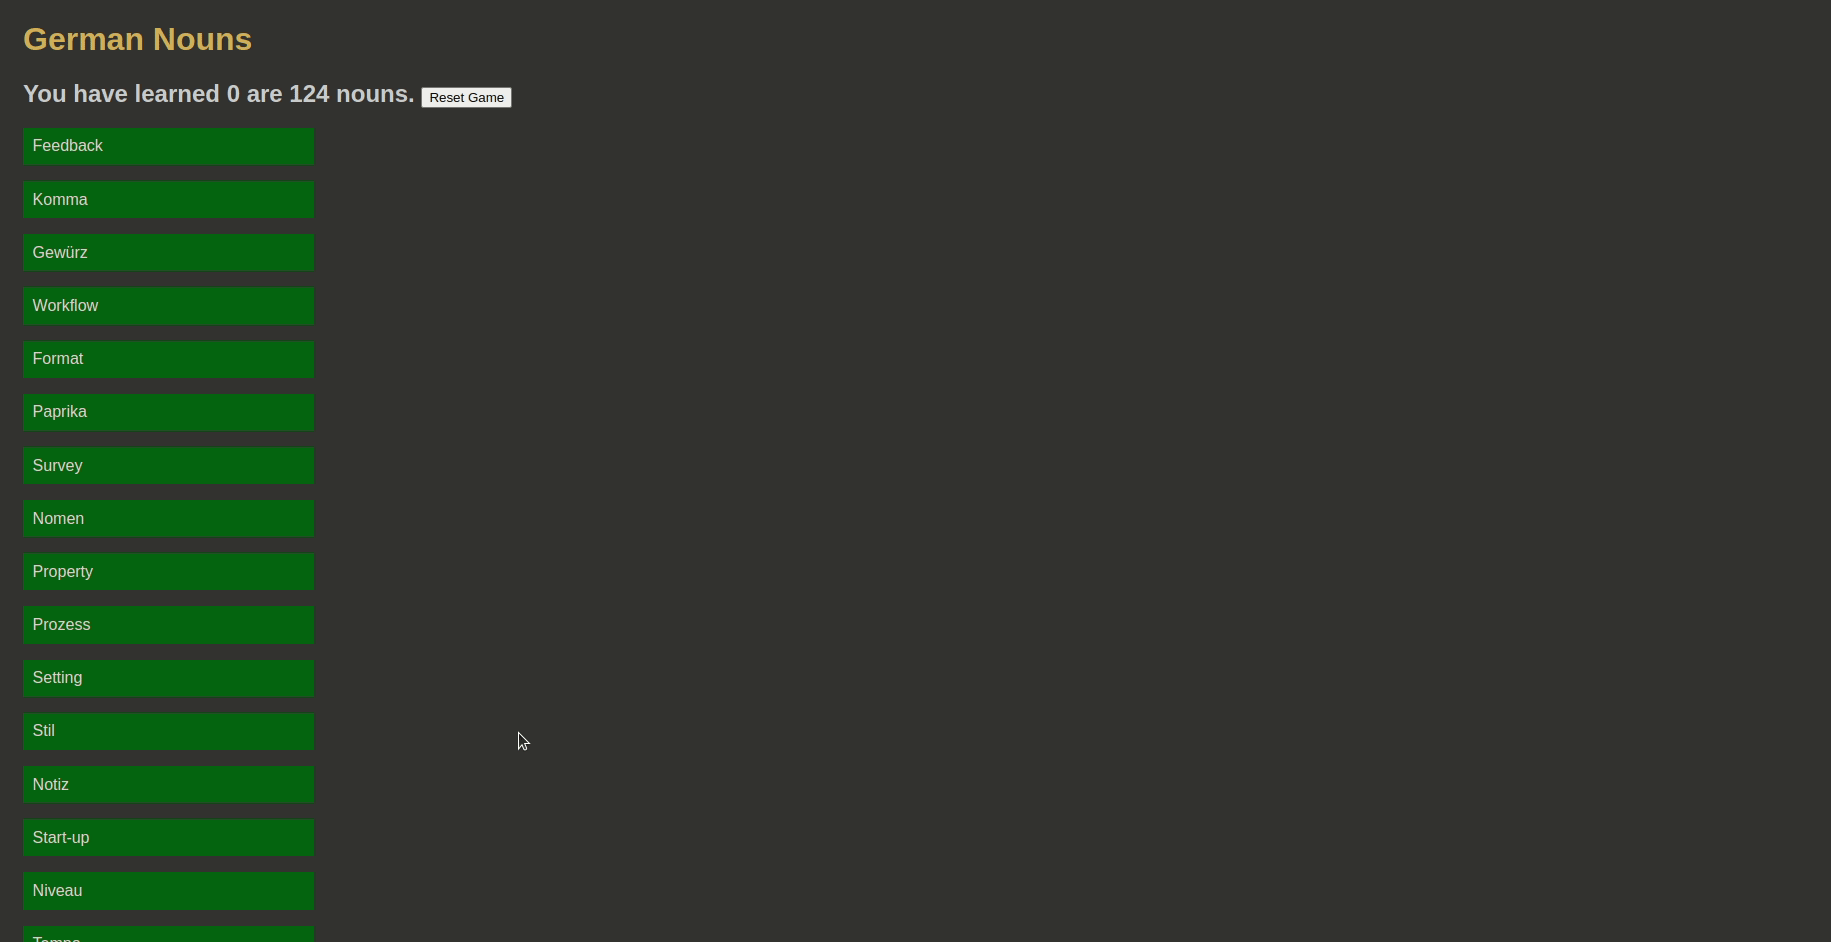 German Nouns
You have learned 0 are 124 nouns. Reset Game
Feedback
Komma
Gewürz
Workflow
Format
Paprika
Survey
Nomen
Property
Prozess
Setting
Stil
Notiz
Start-up
Niveau